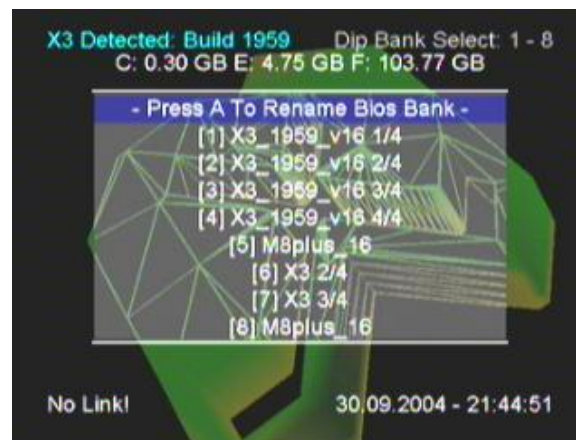 X3 Detected: Build 1959 Dip Bank Select: 1 - 8
C: 0.30 GB E: 4.75 GB F: 103.77 GB
- Press A To Rename Bios Bank -
[1] X3_1959_v16 1/4
[2] X3_1959_v16 2/4
[3] X3_1959_v16 3/4
[4] X3_1959_v16 4/4
[5] M8plus_16
[6] X3 2/4
[7] X3 3/4
[8] M8plus_16
No Link!
30.09.2004 - 21:44:51